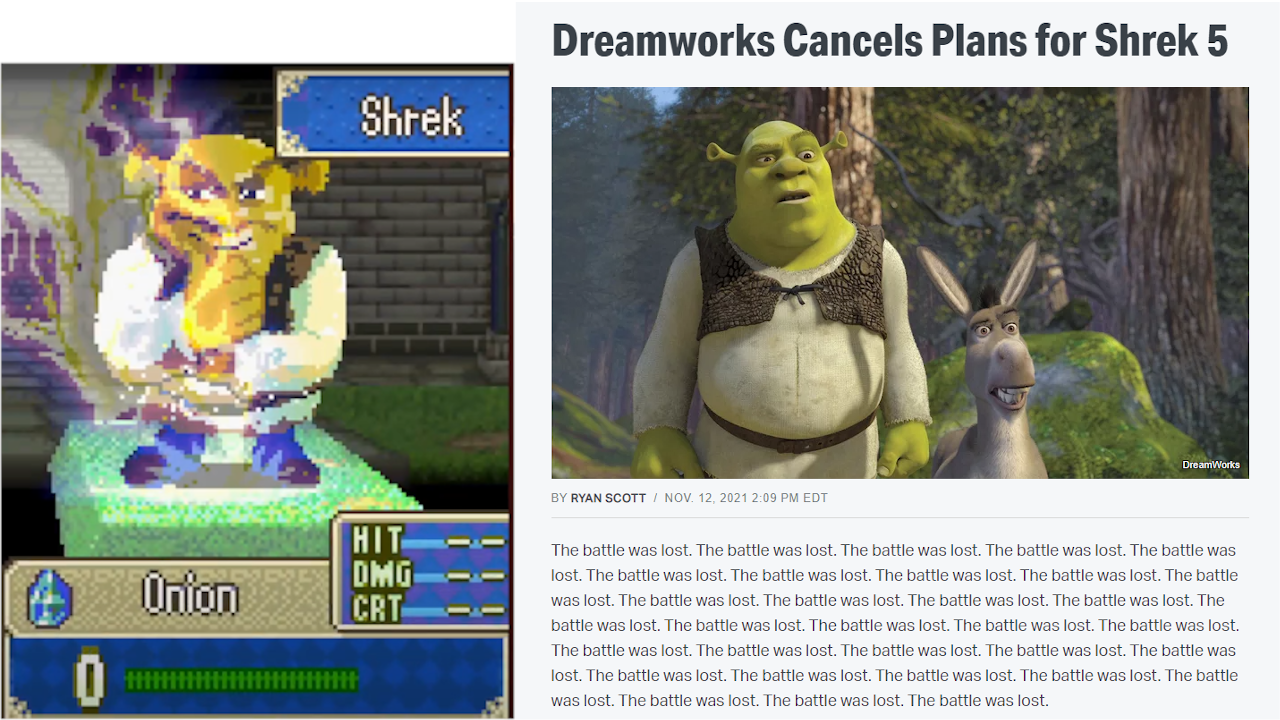 Shrek
Onion
HIT --
DMG --
CRT --
0
Dreamworks Cancels Plans for Shrek 5
DreamWorks
BY RYAN SCOTT / NOV. 12, 2021 2:09 PM EDT
The battle was lost. The battle was lost. The battle was lost. The battle was lost. The battle was
lost. The battle was lost. The battle was lost. The battle was lost. The battle was lost. The battle
was lost. The battle was lost. The battle was lost. The battle was lost. The battle was lost. The
battle was lost. The battle was lost. The battle was lost. The battle was lost. The battle was lost.
The battle was lost. The battle was lost. The battle was lost. The battle was lost. The battle was
lost. The battle was lost. The battle was lost. The battle was lost. The battle was lost. The battle
was lost. The battle was lost. The battle was lost. The battle was lost.